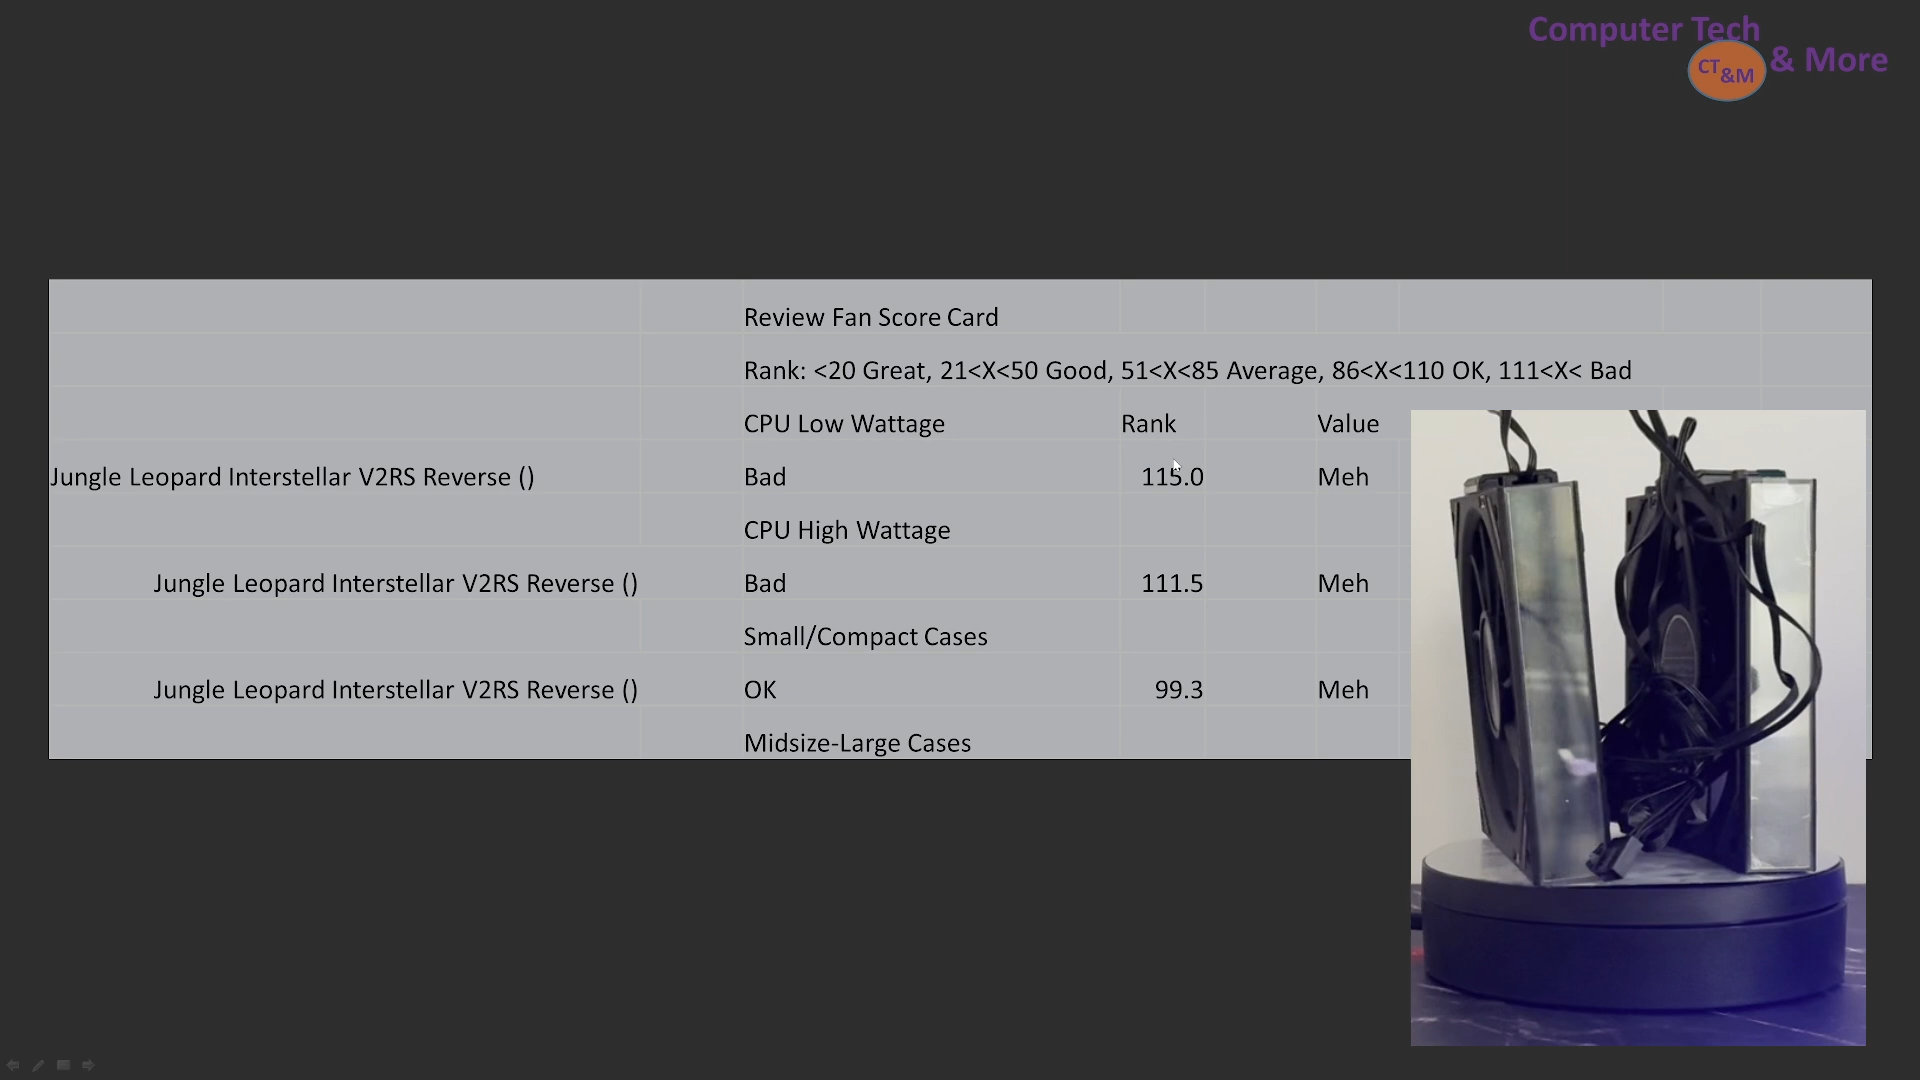 Computer Tech
& More
CT
&M
Review Fan Score Card
Rank: <20 Great, 21<X<50 Good, 51<X<85 Average, 86<X<110 OK, 111<X< Bad
CPU Low Wattage Rank Value
Jungle Leopard Interstellar V2RS Reverse () Bad 115.0 Meh
CPU High Wattage
Jungle Leopard Interstellar V2RS Reverse () Bad 111.5 Meh
Small/Compact Cases
Jungle Leopard Interstellar V2RS Reverse () OK 99.3 Meh
Midsize-Large Cases